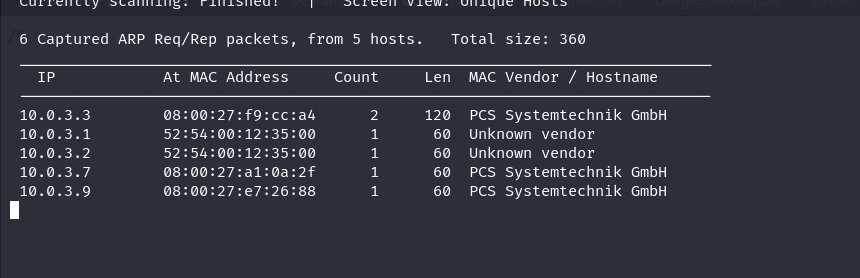 Currently scanning: Finished! | Screen View: Unique Hosts
6 Captured ARP Req/Rep packets, from 5 hosts. Total size: 360
IP At MAC Address Count Len MAC Vendor / Hostname
10.0.3.3 08:00:27:f9:cc:a4 2 120 PCS Systemtechnik GmbH
10.0.3.1 52:54:00:12:35:00 1 60 Unknown vendor
10.0.3.2 52:54:00:12:35:00 1 60 Unknown vendor
10.0.3.7 08:00:27:a1:0a:2f 1 60 PCS Systemtechnik GmbH
10.0.3.9 08:00:27:e7:26:88 1 60 PCS Systemtechnik GmbH